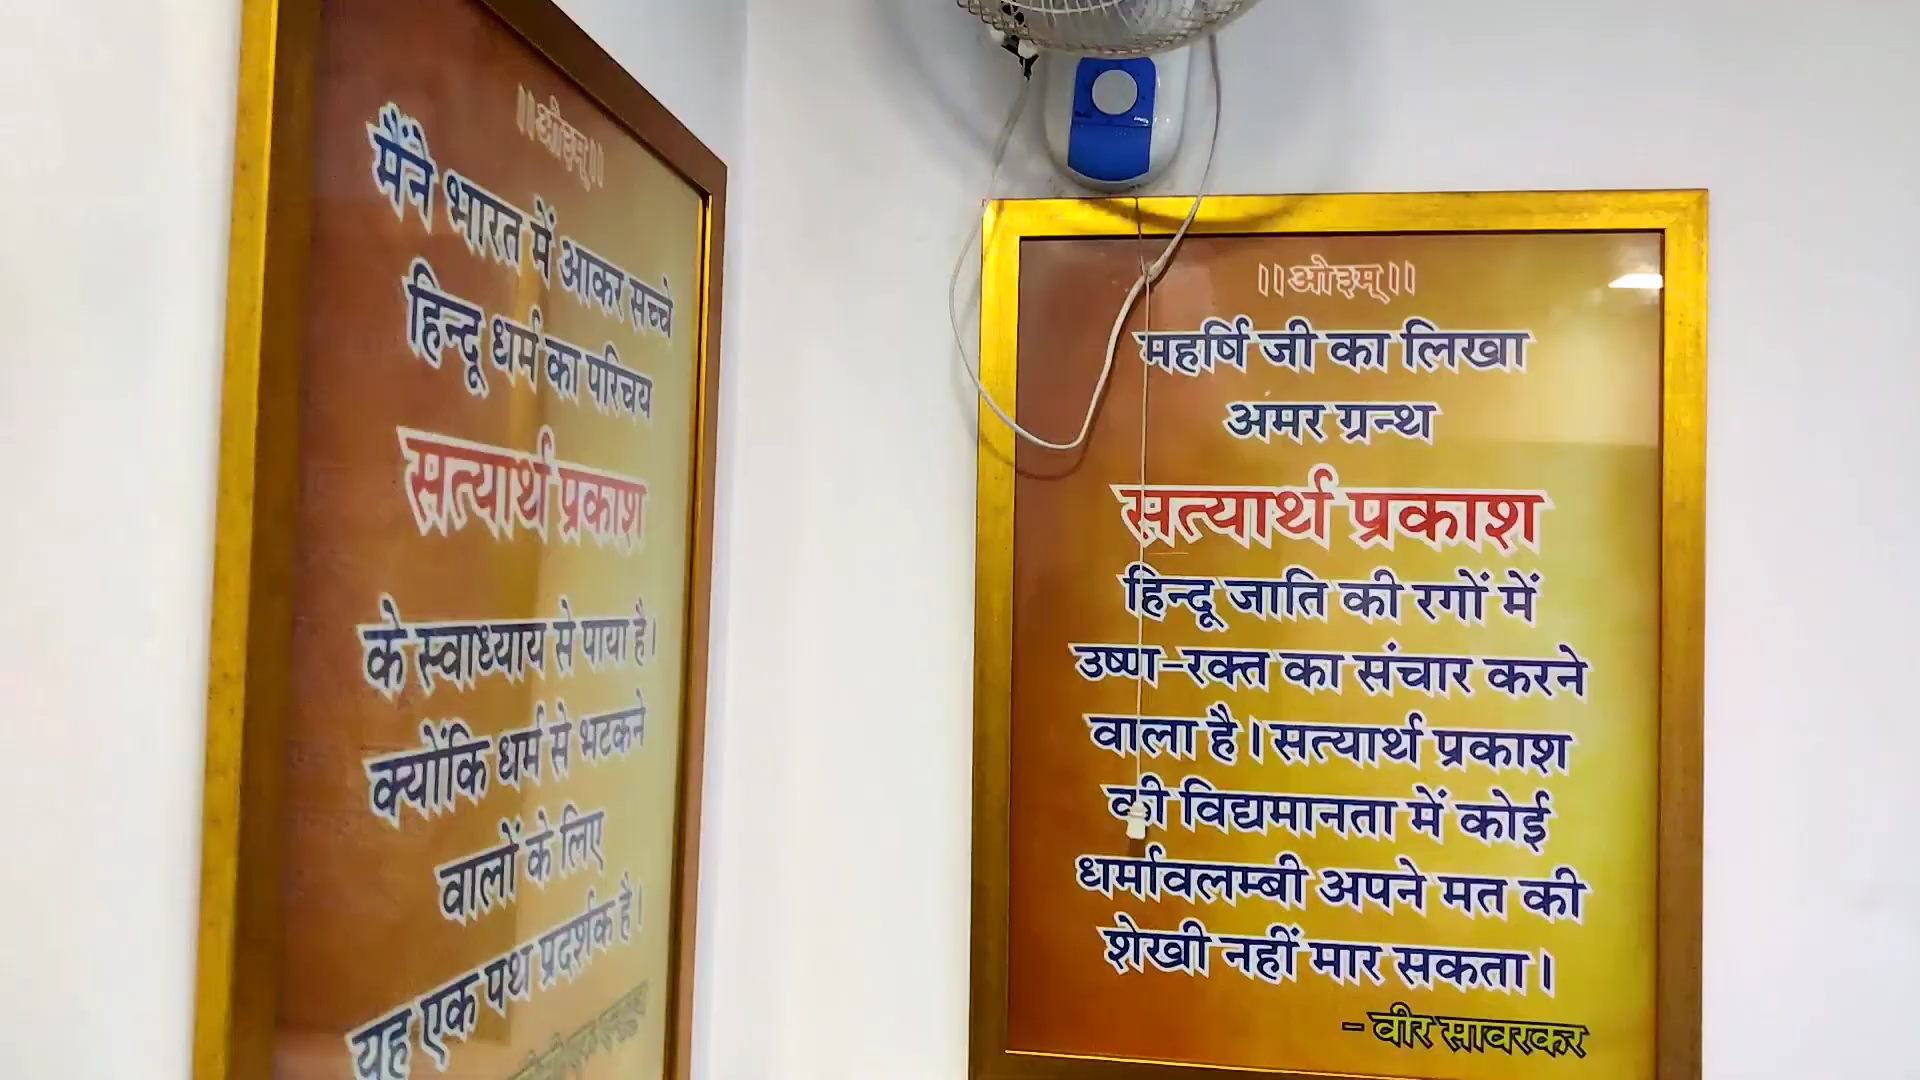 ||ओ३म्||
मैंने भारत में आकर सच्चे
हिन्दू धर्म का परिचय
सत्यार्थ प्रकाश
के स्वाध्याय से पाया है।
क्योंकि धर्म से भटकने
वालों के लिए
यह एक पथ प्रदर्शक है।
||ओ३म्||
महर्षि जी का लिखा
अमर ग्रन्थ
सत्यार्थ प्रकाश
हिन्दू जाति की रगों में
उष्ण-रक्त का संचार करने
वाला है। सत्यार्थ प्रकाश
की विद्यमानता में कोई
धर्मावलम्बी अपने मत की
शेखी नहीं मार सकता।
- वीर सावरकर